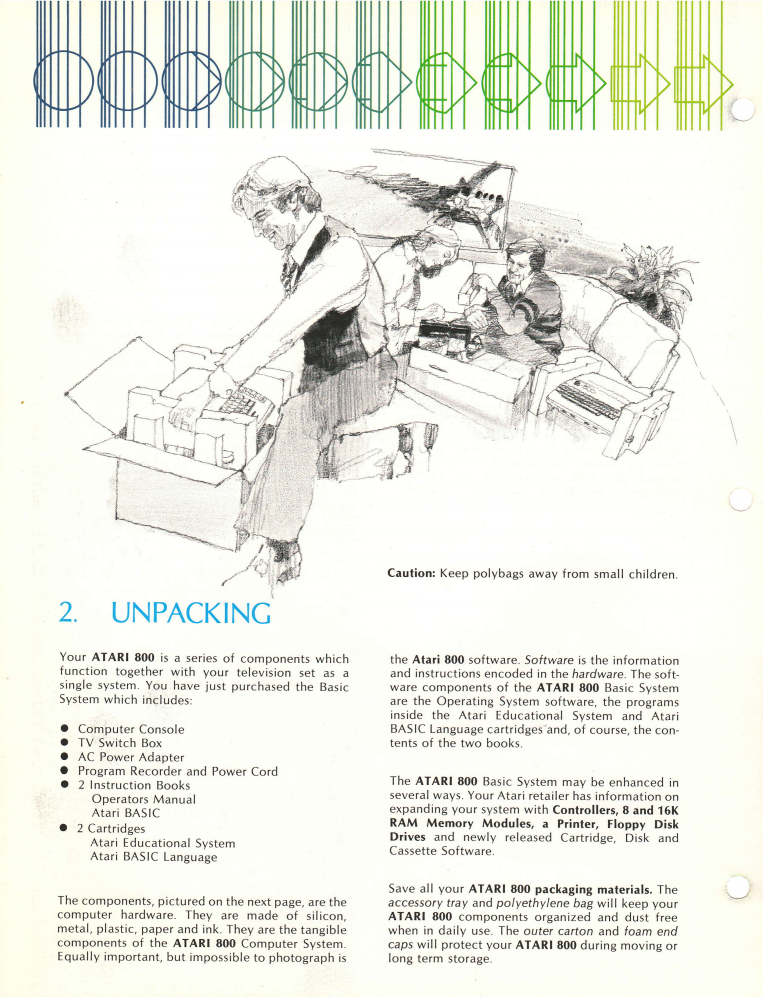 Caution: Keep polybags away from small children.
2. UNPACKING
Your ATARI 800 is a series of components which
function together with your television set as a
single system. You have just purchased the Basic
System which includes:
● Computer Console
● TV Switch Box
● AC Power Adapter
● Program Recorder and Power Cord
● 2 Instruction Books
Operators Manual
Atari BASIC
● 2 Cartridges
Atari Educational System
Atari BASIC Language
The components, pictured on the next page, are the
computer hardware. They are made of silicon,
metal, plastic, paper and ink. They are the tangible
components of the ATARI 800 Computer System.
Equally important, but impossible to photograph is
the Atari 800 software. Software is the information
and instructions encoded in the hardware. The soft-
ware components of the ATARI 800 Basic System
are the Operating System software, the programs
inside the Atari Educational System and Atari
BASIC Language cartridges and, of course, the con-
tents of the two books.
The ATARI 800 Basic System may be enhanced in
several ways. Your Atari retailer has information on
expanding your system with Controllers, 8 and 16K
RAM Memory Modules, a Printer, Floppy Disk
Drives and newly released Cartridge, Disk and
Cassette Software.
Save all your ATARI 800 packaging materials. The
accessory tray and polyethylene bag will keep your
ATARI 800 components organized and dust free
when in daily use. The outer carton and foam end
caps will protect your ATARI 800 during moving or
long term storage.